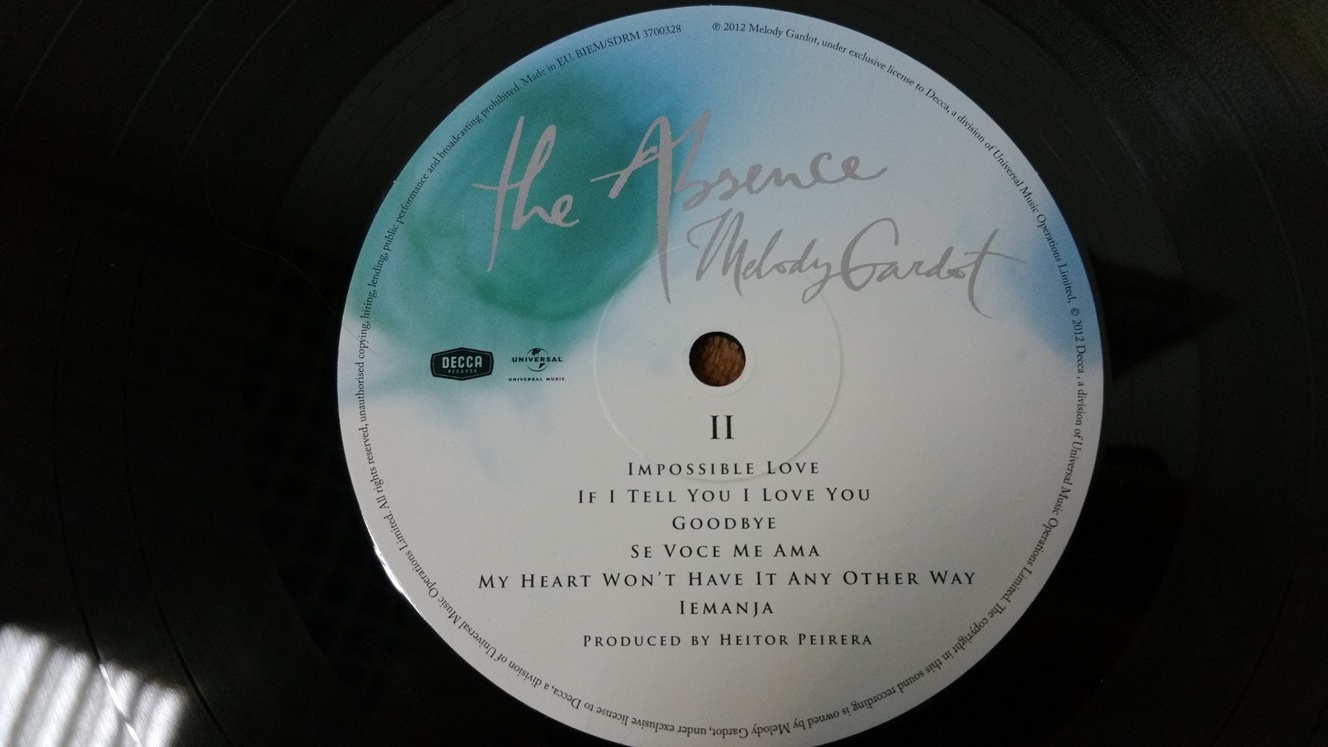 the Absence
Melody Gardot
DECCA
RECORDS
UNIVERSAL
UNIVERSAL MUSIC
II
IMPOSSIBLE LOVE
IF I TELL YOU I LOVE YOU
GOODBYE
SE VOCE ME AMA
MY HEART WON'T HAVE IT ANY OTHER WAY
IEMANJA
PRODUCED BY HEITOR PEIRERA
℗ 2012 Melody Gardot, under exclusive license to Decca, a division of Universal Music Operations Limited, © 2012 Decca , a division of Universal Music Operations Limited. The copyright in this sound recording is owned by Melody Gardot, under exclusive license to Decca, a division of Universal Music Operations Limited. All rights reserved, unauthorised copying, hiring, lending, public performance and broadcasting prohibited. Made in EU. BIEM/SDRM 3700328